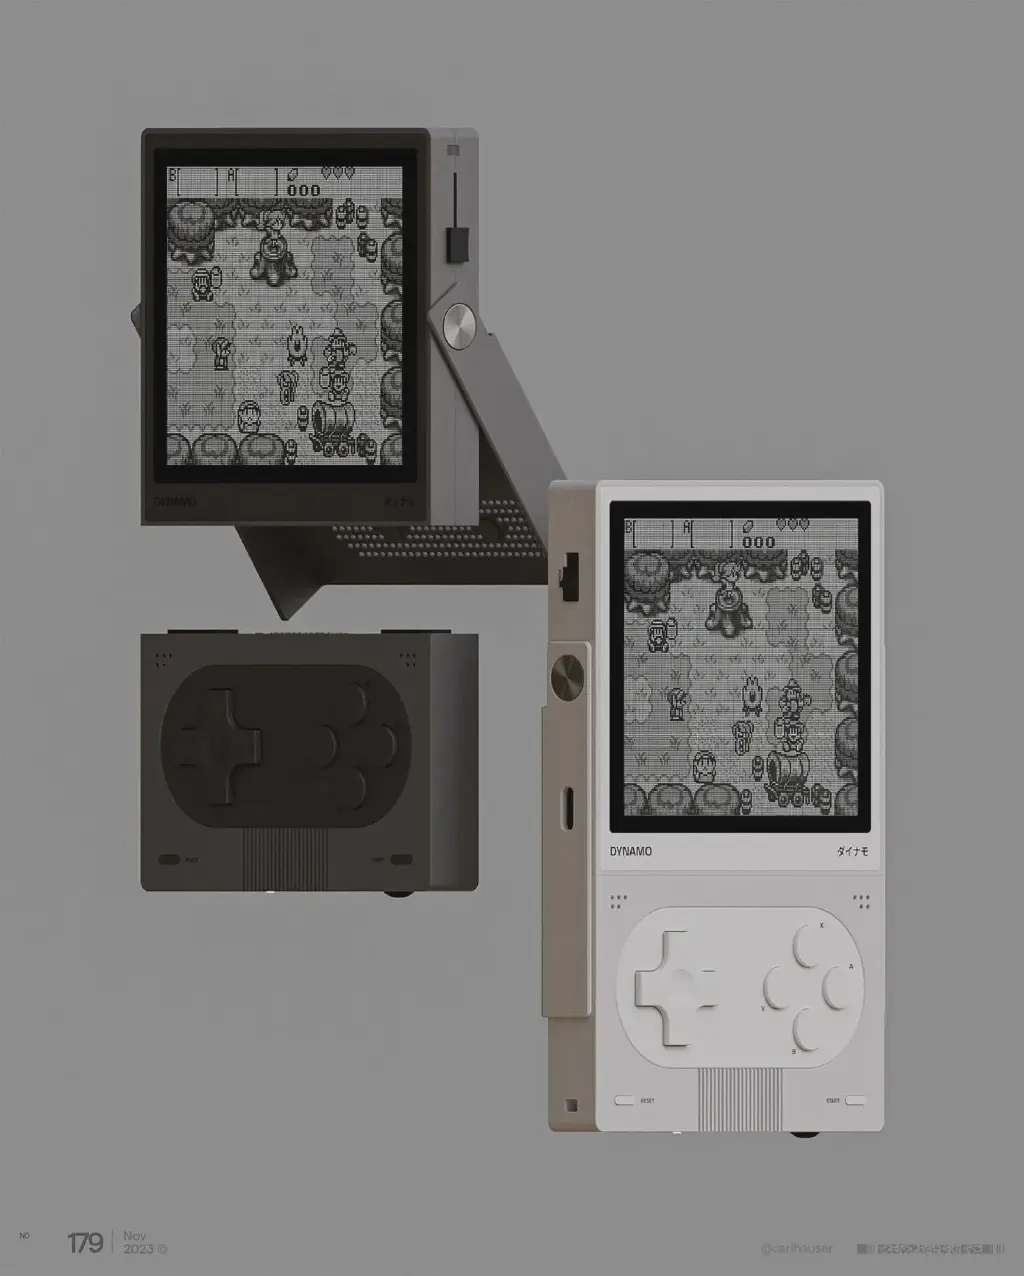 B[ ] A[ ]
000
DYNAMO ダイナモ
B[ ] A[ ]
000
DYNAMO ダイナモ
X
A
Y
B
RESET START
NO 179 Nov
2023 ©
@carlhauser